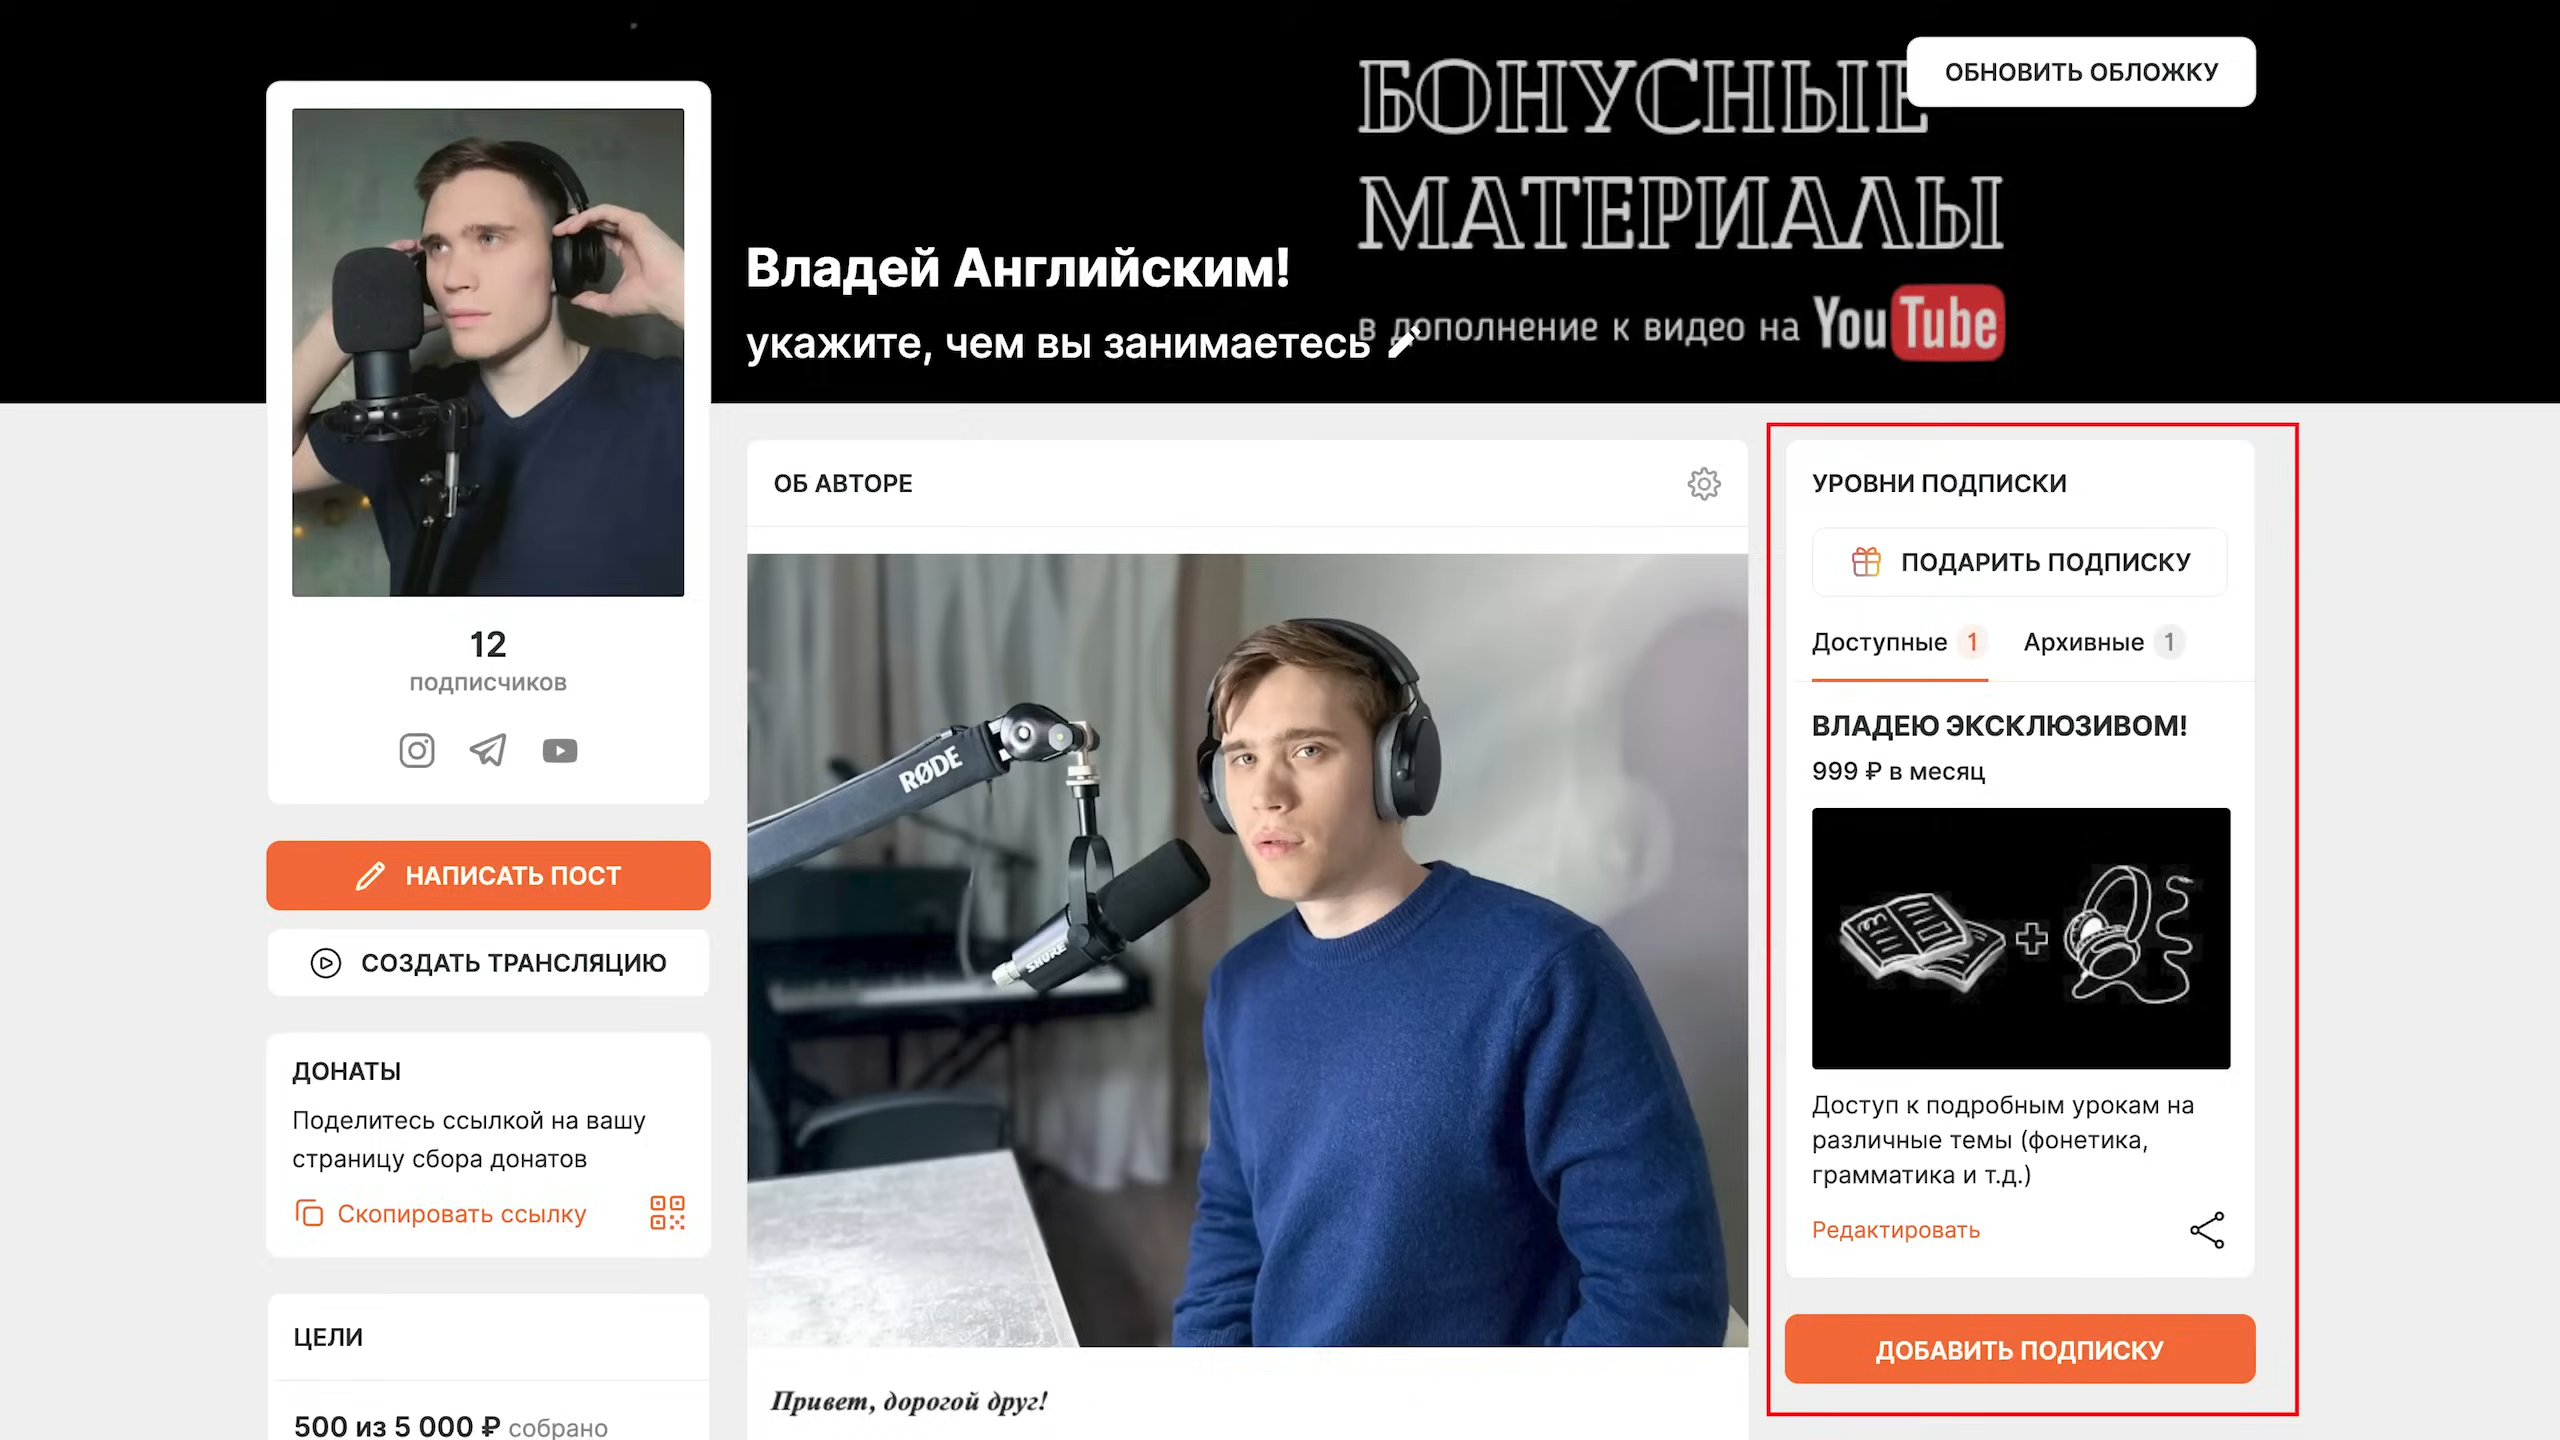 БОНУСНЫЕ
ОБНОВИТЬ ОБЛОЖКУ
МАТЕРИАЛЫ
в дополнение к видео на YouTube
Владей Английским!
укажите, чем вы занимаетесь
12
подписчиков
НАПИСАТЬ ПОСТ
СОЗДАТЬ ТРАНСЛЯЦИЮ
ДОНАТЫ
Поделитесь ссылкой на вашу
страницу сбора донатов
Скопировать ссылку
ЦЕЛИ
500 из 5 000 ₽ собрано
ОБ АВТОРЕ
RØDE
SHURE
Привет, дорогой друг!
УРОВНИ ПОДПИСКИ
ПОДАРИТЬ ПОДПИСКУ
Доступные 1 Архивные 1
ВЛАДЕЮ ЭКСКЛЮЗИВОМ!
999 ₽ в месяц
Доступ к подробным урокам на
различные темы (фонетика,
грамматика и т.д.)
Редактировать
ДОБАВИТЬ ПОДПИСКУ